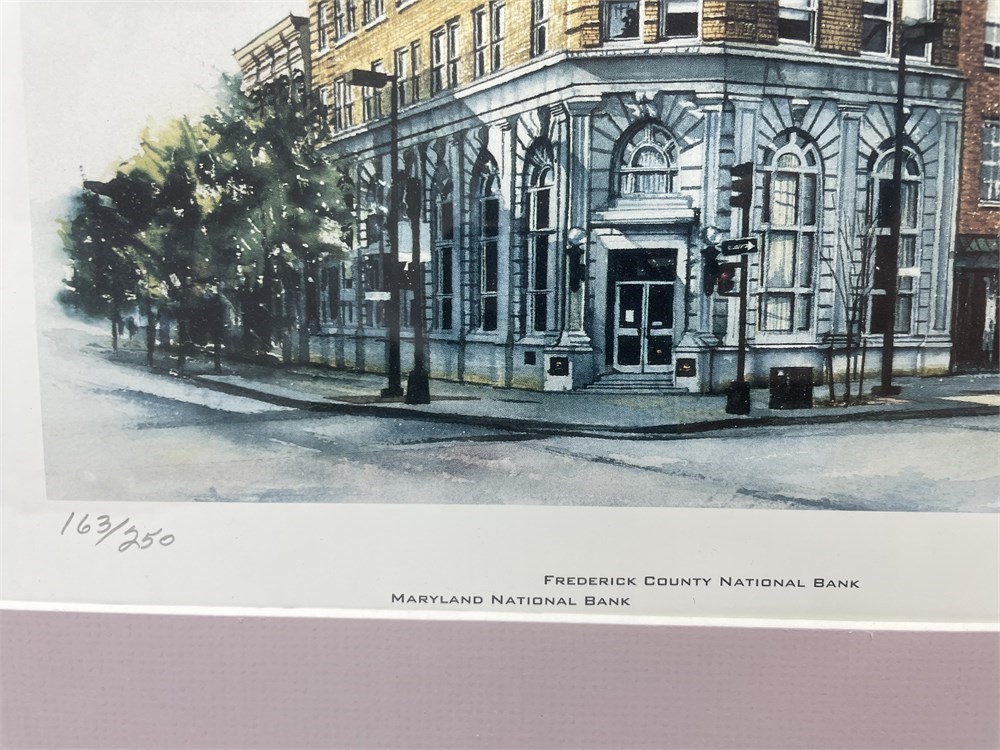 163/250
FREDERICK COUNTY NATIONAL BANK
MARYLAND NATIONAL BANK